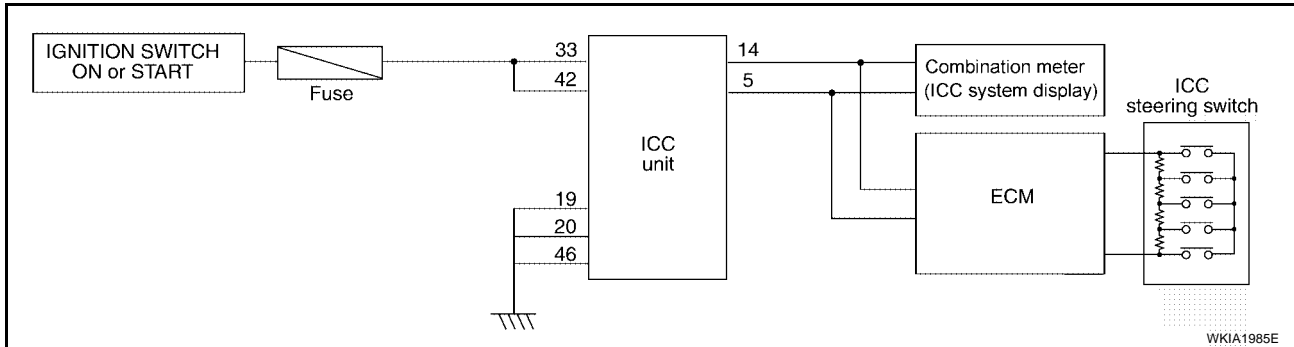 IGNITION SWITCH
ON or START
Fuse
33
42
19
20
46
ICC
unit
14
5
Combination meter
(ICC system display)
ECM
ICC
steering switch
WKIA1985E